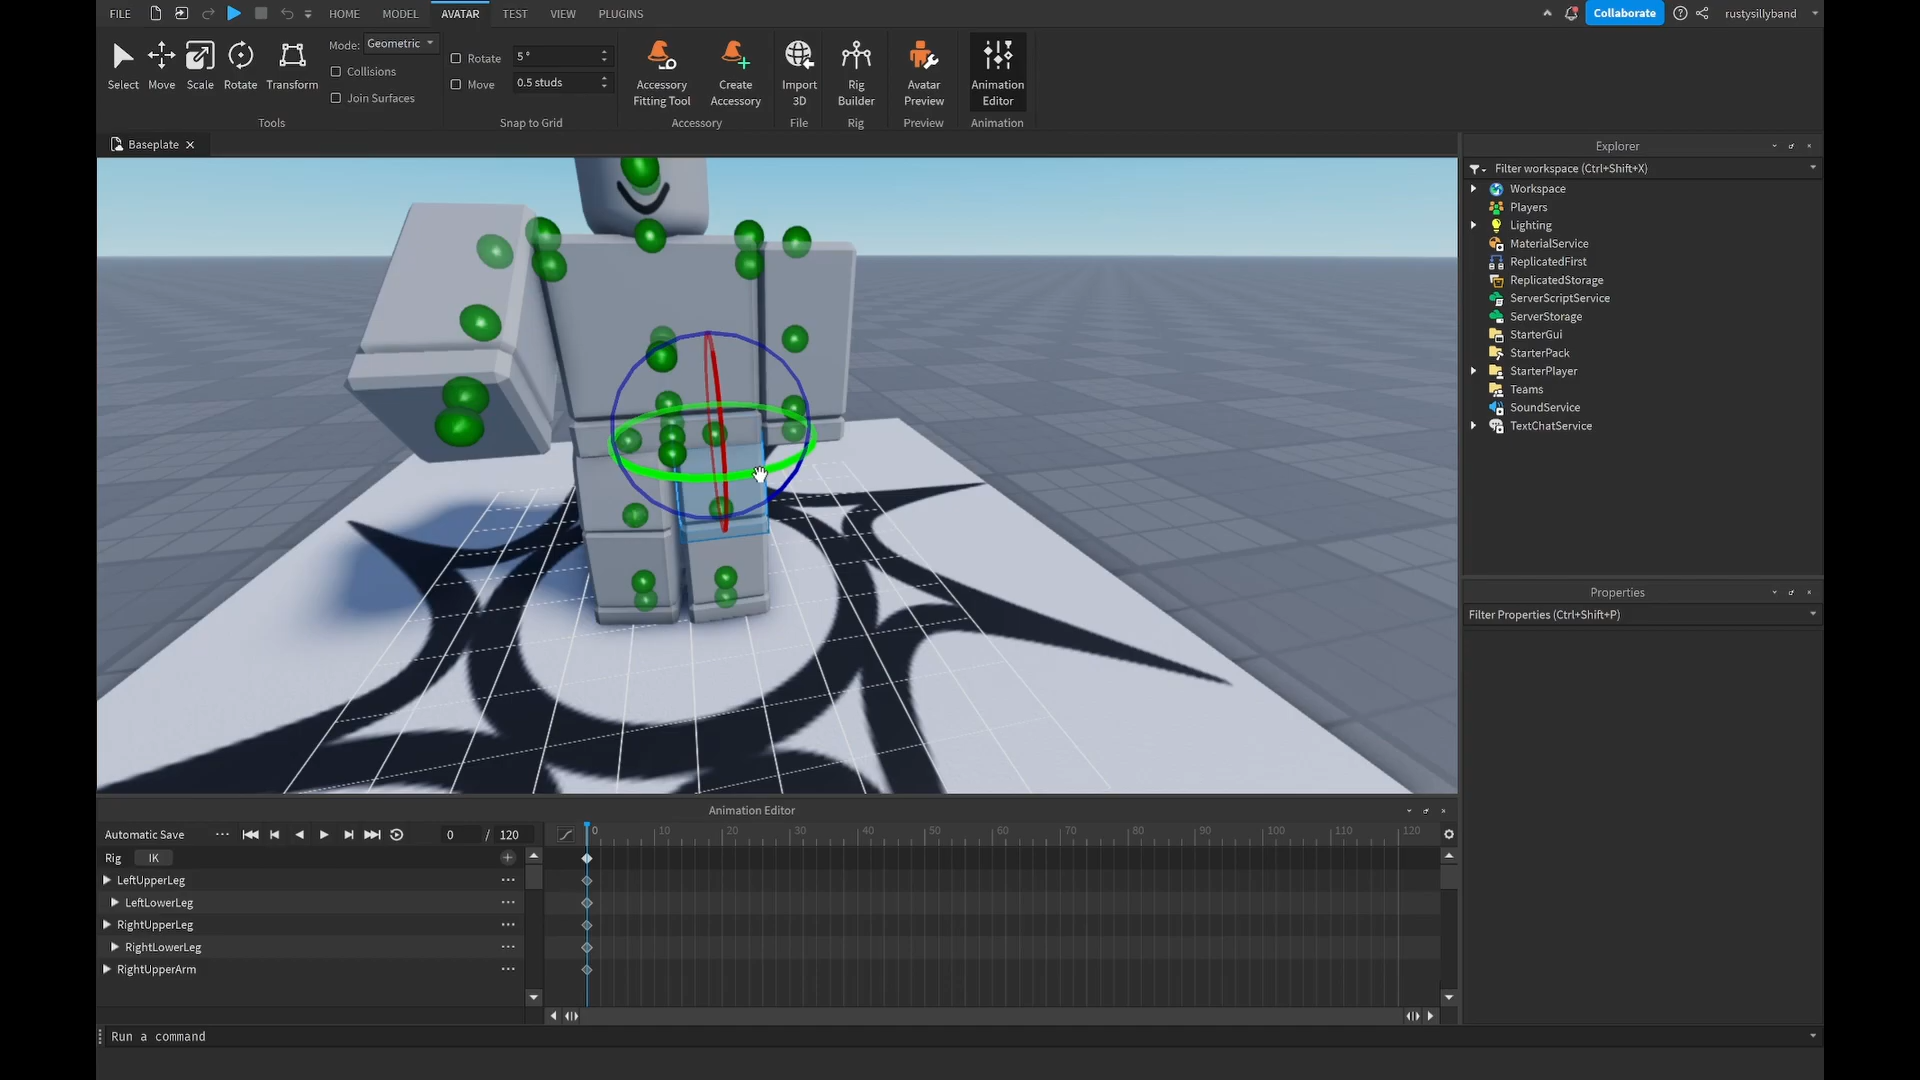 FILE HOME MODEL AVATAR TEST VIEW PLUGINS Collaborate rustysillyband
Select Move Scale Rotate Transform
Mode: Geometric
Collisions
Join Surfaces
Tools
Rotate 5 °
Move 0.5 studs
Snap to Grid
Accessory Fitting Tool
Create Accessory
Accessory
Import 3D
File
Rig Builder
Rig
Avatar Preview
Preview
Animation Editor
Animation
Baseplate
Explorer
Filter workspace (Ctrl+Shift+X)
Workspace
Players
Lighting
MaterialService
ReplicatedFirst
ReplicatedStorage
ServerScriptService
ServerStorage
StarterGui
StarterPack
StarterPlayer
Teams
SoundService
TextChatService
Properties
Filter Properties (Ctrl+Shift+P)
Animation Editor
Automatic Save 0 / 120
0 10 20 30 40 50 60 70 80 90 100 110 120
Rig IK
LeftUpperLeg
LeftLowerLeg
RightUpperLeg
RightLowerLeg
RightUpperArm
Run a command